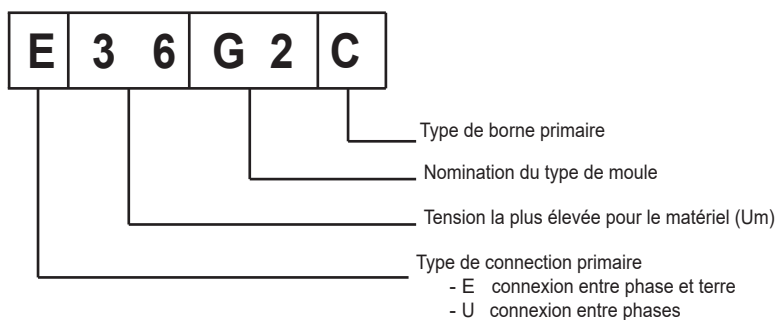 E 3 6 G 2 C
Type de borne primaire
Nomination du type de moule
Tension la plus élevée pour le matériel (Um)
Type de connection primaire
- E connexion entre phase et terre
- U connexion entre phases